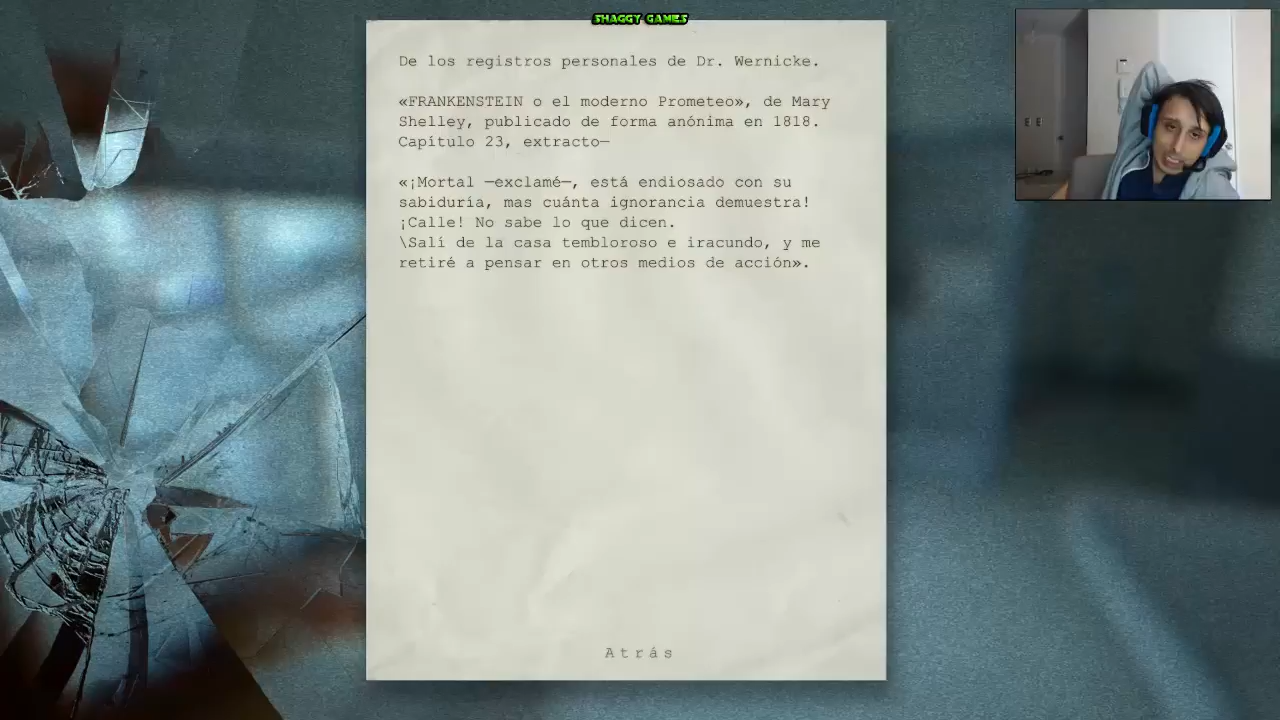 SHAGGY GAMES
De los registros personales de Dr. Wernicke.
«FRANKENSTEIN o el moderno Prometeo», de Mary
Shelley, publicado de forma anónima en 1818.
Capítulo 23, extracto—
«¡Mortal —exclamé—, está endiosado con su
sabiduría, mas cuánta ignorancia demuestra!
¡Calle! No sabe lo que dicen.
\Salí de la casa tembloroso e iracundo, y me
retiré a pensar en otros medios de acción».
Atrás